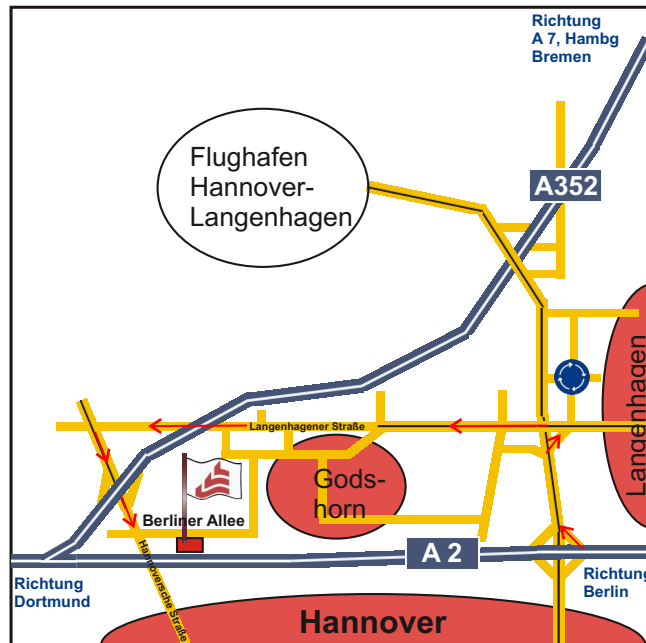 Richtung
A 7, Hambg
Bremen
Flughafen
Hannover-
Langenhagen
A352
Langenhagen
Langenhagener Straße
Gods-
horn
Berliner Allee
Hannoversche Straße
A 2
Richtung
Dortmund
Richtung
Berlin
Hannover